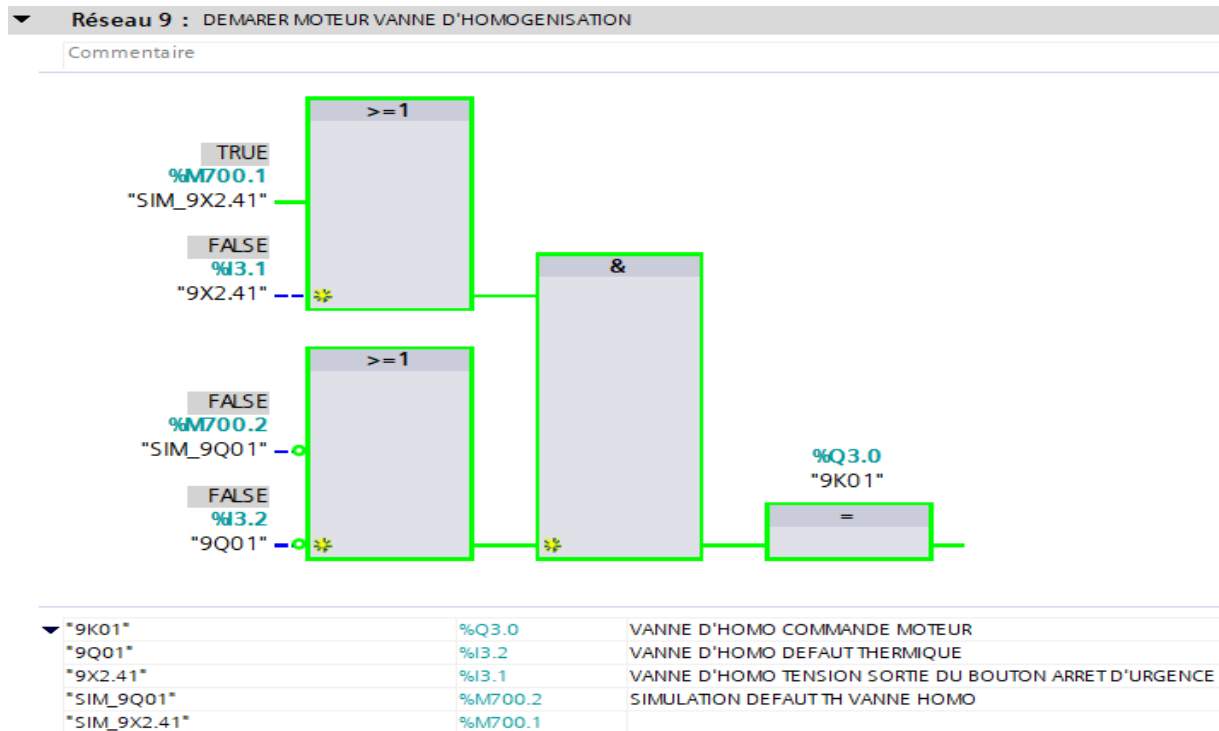 Réseau 9 : DEMARER MOTEUR VANNE D'HOMOGENISATION
Commentaire
>=1
TRUE
%M700.1
"SIM_9X2.41"
FALSE
%I3.1
"9X2.41"
&
>=1
FALSE
%M700.2
"SIM_9Q01"
FALSE
%I3.2
"9Q01"
%Q3.0
"9K01"
=
"9K01" %Q3.0 VANNE D'HOMO COMMANDE MOTEUR
"9Q01" %I3.2 VANNE D'HOMO DEFAUT THERMIQUE
"9X2.41" %I3.1 VANNE D'HOMO TENSION SORTIE DU BOUTON ARRET D'URGENCE
"SIM_9Q01" %M700.2 SIMULATION DEFAUT TH VANNE HOMO
"SIM_9X2.41" %M700.1